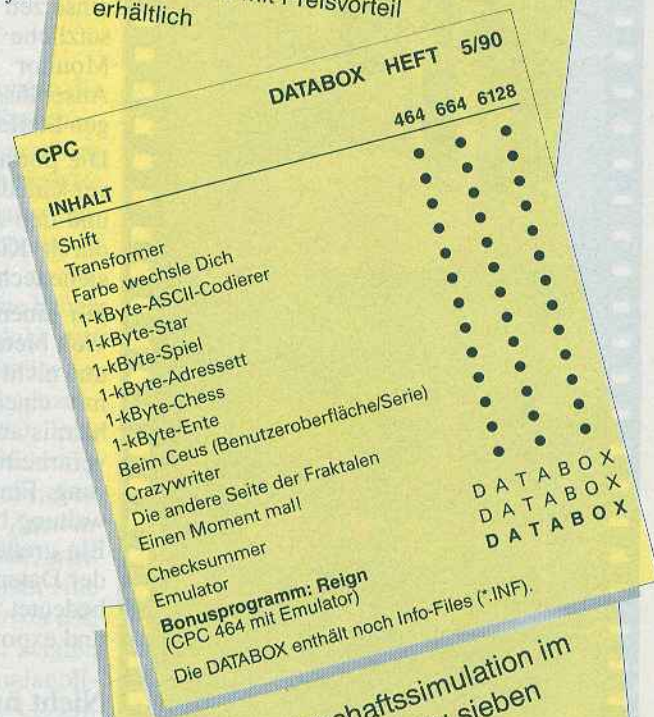 Preisvorteil
erhältlich
DATABOX HEFT 5/90
CPC 464 664 6128
INHALT
Shift ● ● ●
Transformer ● ● ●
Farbe wechsle Dich ● ● ●
1-kByte-ASCII-Codierer ● ● ●
1-kByte-Star ● ● ●
1-kByte-Spiel ● ● ●
1-kByte-Adressett ● ● ●
1-kByte-Chess ● ● ●
1-kByte-Ente ● ● ●
Beim Ceus (Benutzeroberfläche/Serie) ● ● ●
Crazywriter ● ● ●
Die andere Seite der Fraktalen ● ● ●
Einen Moment mal! ● ● ●
Checksummer DATABOX
Emulator DATABOX
Bonusprogramm: Reign DATABOX
(CPC 464 mit Emulator)
Die DATABOX enthält noch Info-Files (*.INF).
haftssimulation im
sieben